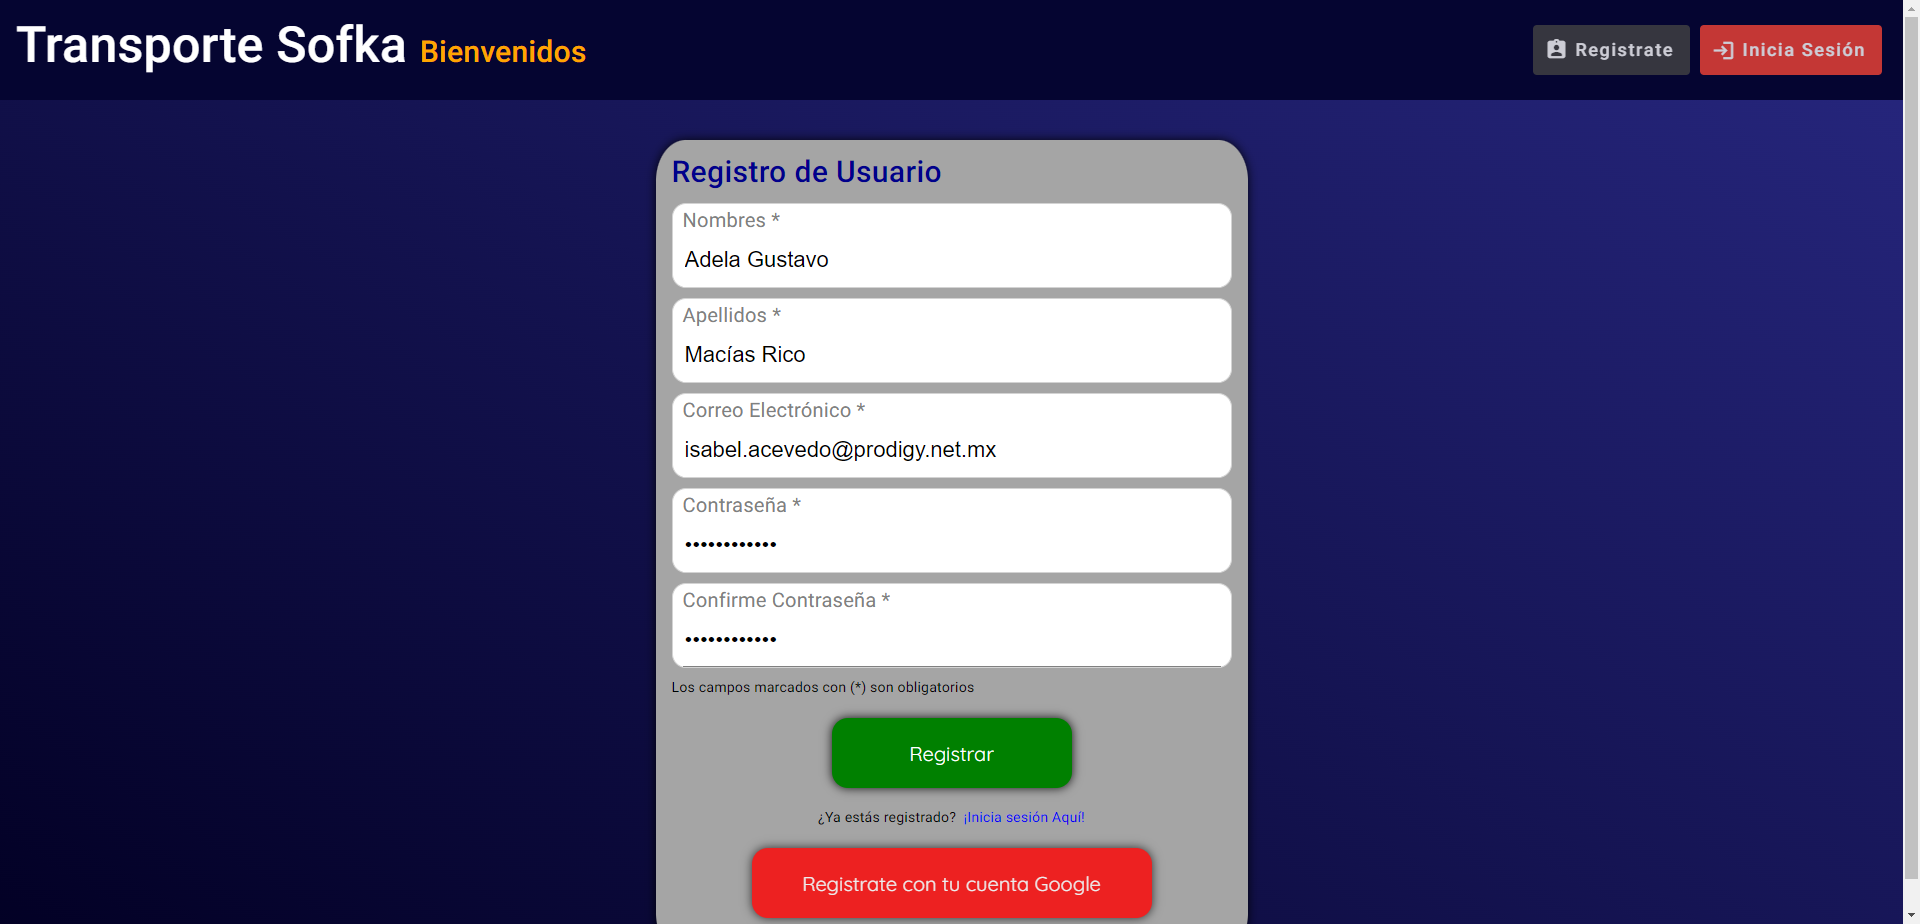 Transporte Sofka Bienvenidos
Registrate
Inicia Sesión
Registro de Usuario
Nombres *
Adela Gustavo
Apellidos *
Macías Rico
Correo Electrónico *
isabel.acevedo@prodigy.net.mx
Contraseña *
••••••••••••
Confirme Contraseña *
••••••••••••
Los campos marcados con (*) son obligatorios
Registrar
¿Ya estás registrado? ¡Inicia sesión Aquí!
Registrate con tu cuenta Google